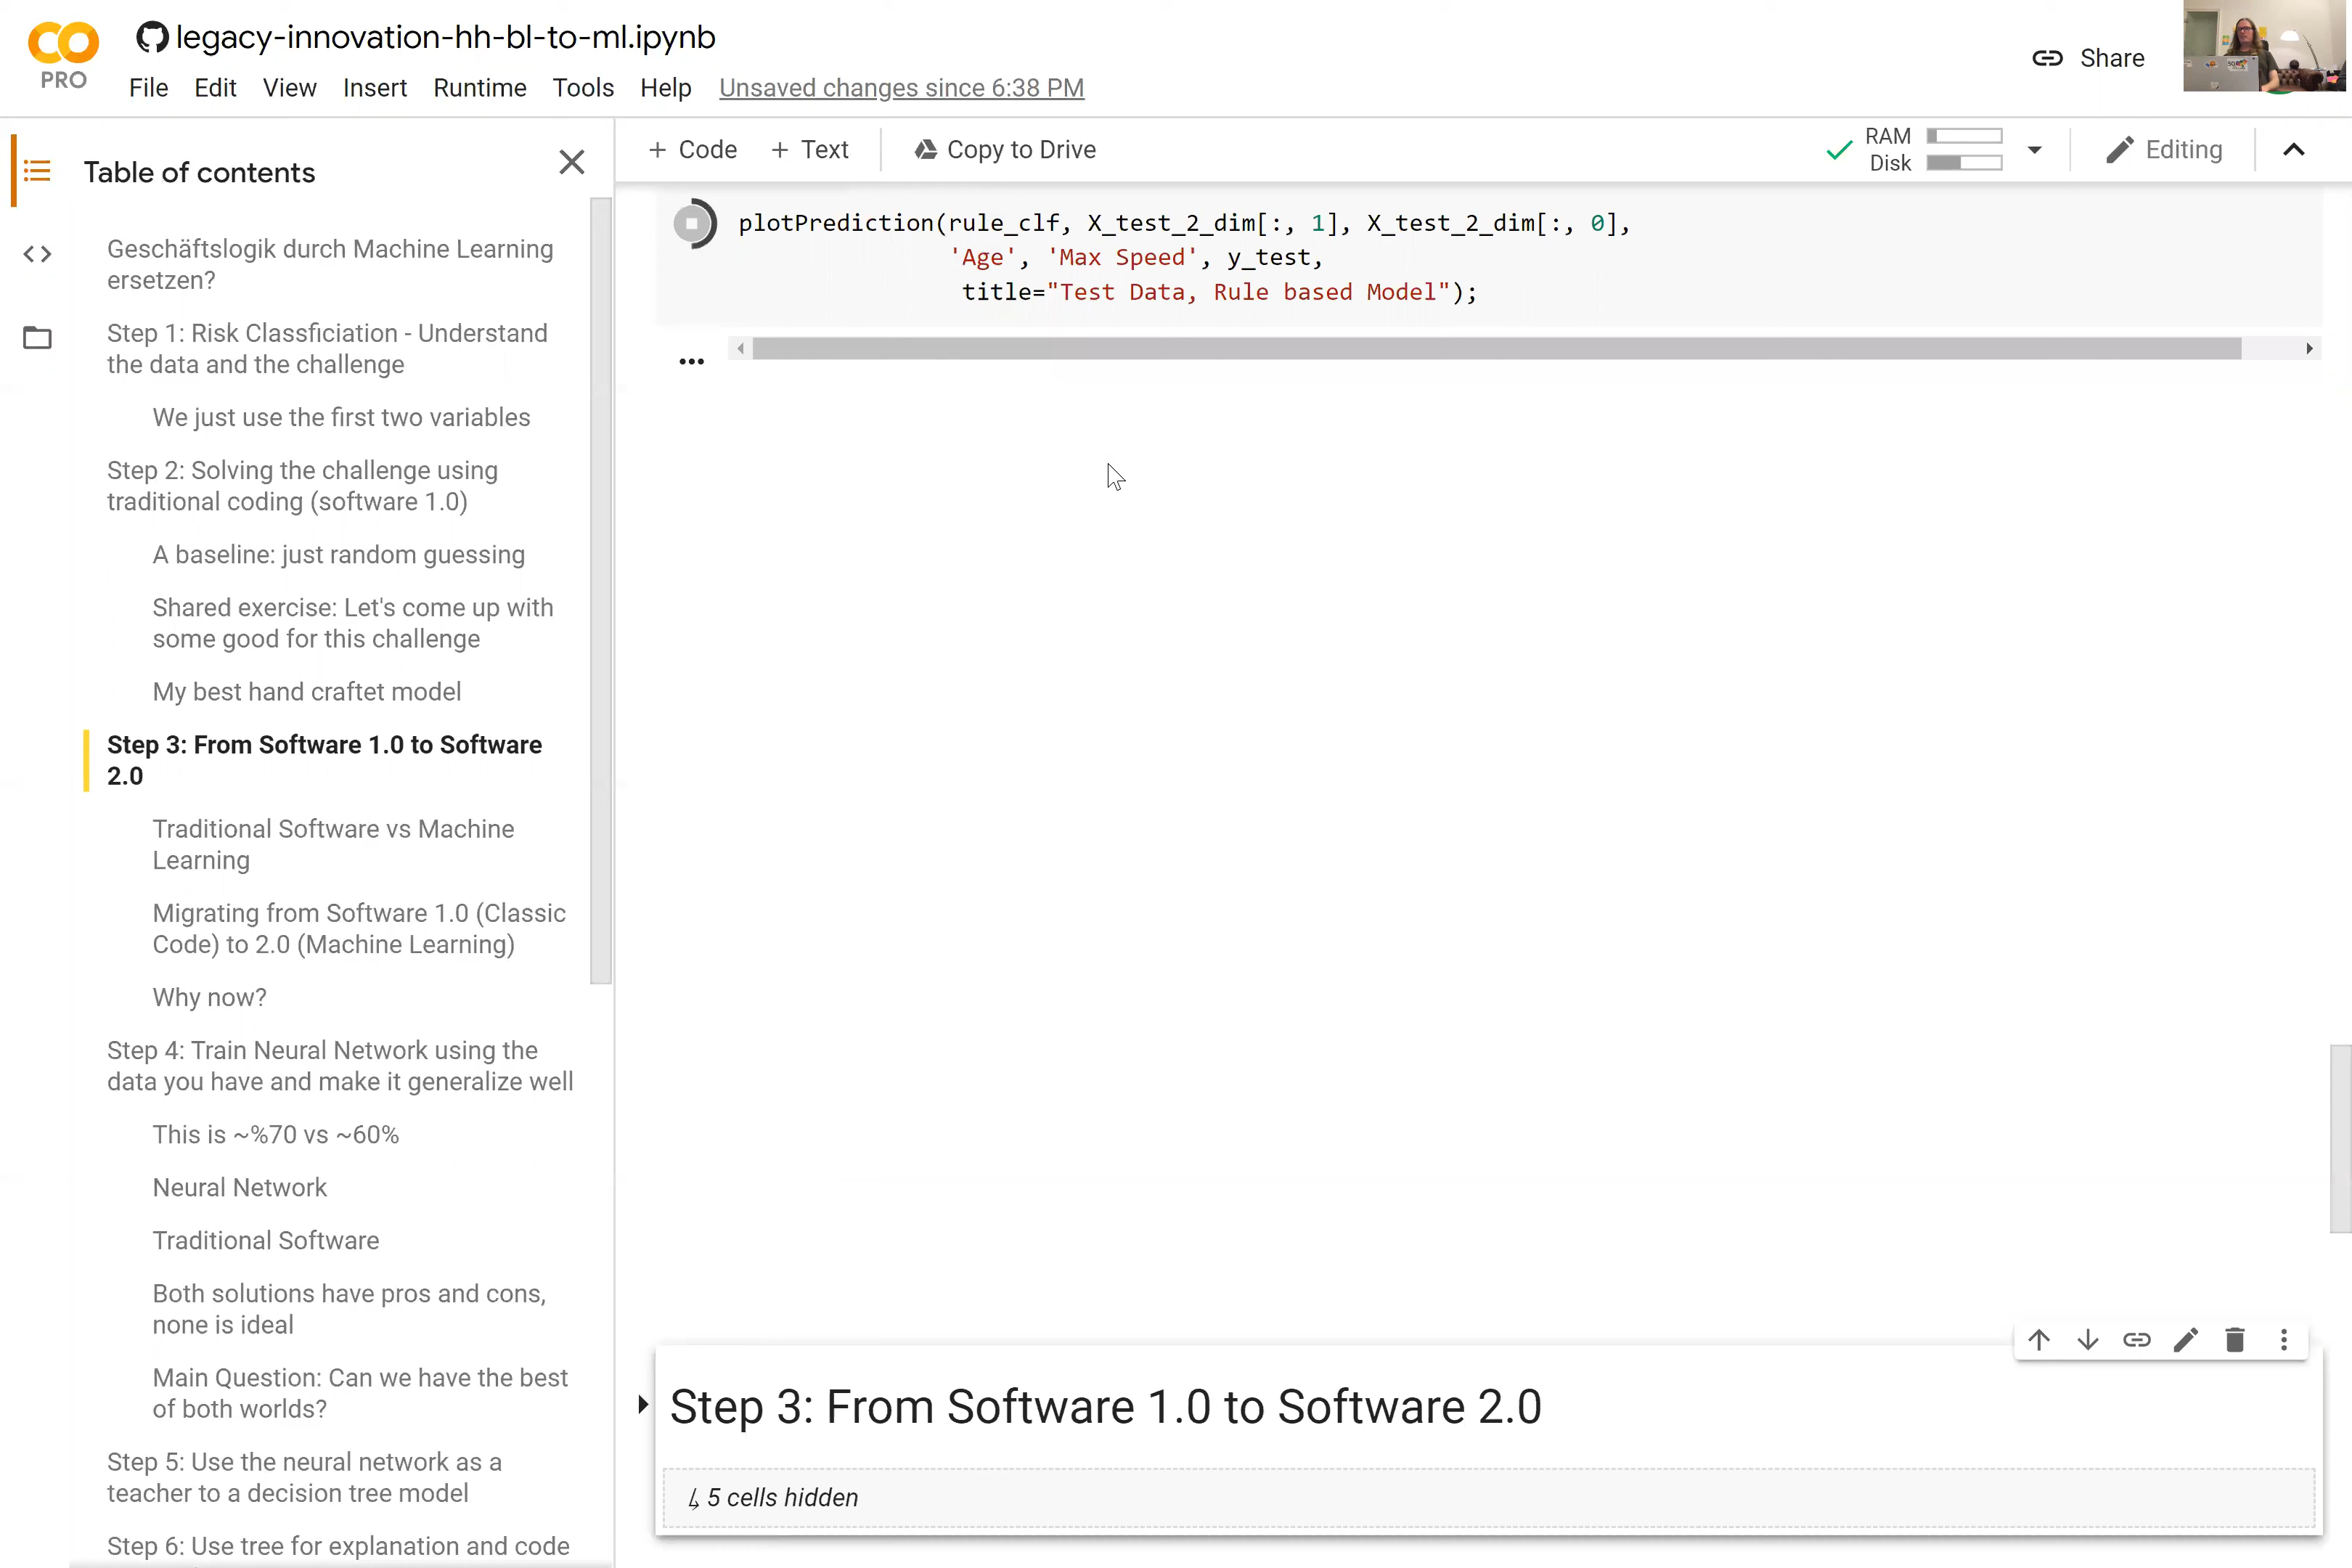 legacy-innovation-hh-bl-to-ml.ipynb
PRO
File Edit View Insert Runtime Tools Help Unsaved changes since 6:38 PM
Share
Table of contents
Geschäftslogik durch Machine Learning
ersetzen?
Step 1: Risk Classficiation - Understand
the data and the challenge
We just use the first two variables
Step 2: Solving the challenge using
traditional coding (software 1.0)
A baseline: just random guessing
Shared exercise: Let's come up with
some good for this challenge
My best hand craftet model
Step 3: From Software 1.0 to Software
2.0
Traditional Software vs Machine
Learning
Migrating from Software 1.0 (Classic
Code) to 2.0 (Machine Learning)
Why now?
Step 4: Train Neural Network using the
data you have and make it generalize well
This is ~%70 vs ~60%
Neural Network
Traditional Software
Both solutions have pros and cons,
none is ideal
Main Question: Can we have the best
of both worlds?
Step 5: Use the neural network as a
teacher to a decision tree model
Step 6: Use tree for explanation and code
+ Code + Text Copy to Drive
RAM
Disk
Editing
plotPrediction(rule_clf, X_test_2_dim[:, 1], X_test_2_dim[:, 0],
'Age', 'Max Speed', y_test,
title="Test Data, Rule based Model");
Step 3: From Software 1.0 to Software 2.0
↳ 5 cells hidden